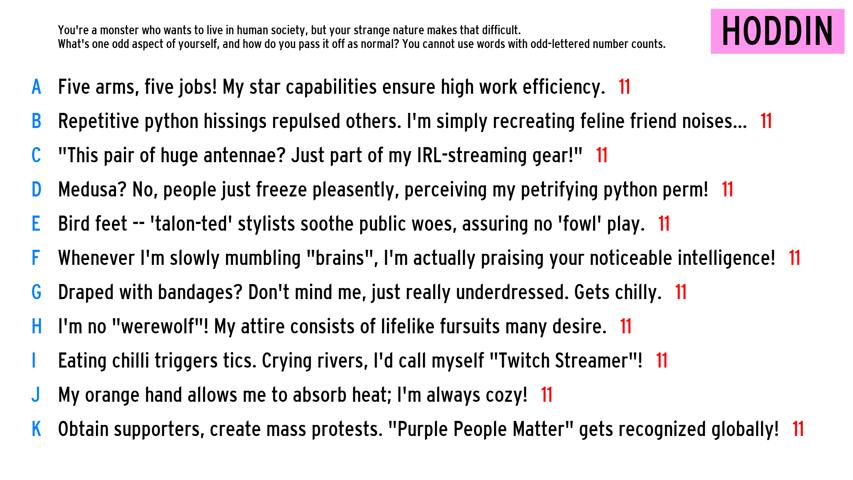 You're a monster who wants to live in human society, but your strange nature makes that difficult.
What's one odd aspect of yourself, and how do you pass it off as normal? You cannot use words with odd-lettered number counts.
HODDIN
A Five arms, five jobs! My star capabilities ensure high work efficiency. 11
B Repetitive python hissings repulsed others. I'm simply recreating feline friend noises... 11
C "This pair of huge antennae? Just part of my IRL-streaming gear!" 11
D Medusa? No, people just freeze pleasently, perceiving my petrifying python perm! 11
E Bird feet -- 'talon-ted' stylists soothe public woes, assuring no 'fowl' play. 11
F Whenever I'm slowly mumbling "brains", I'm actually praising your noticeable intelligence! 11
G Draped with bandages? Don't mind me, just really underdressed. Gets chilly. 11
H I'm no "werewolf"! My attire consists of lifelike fursuits many desire. 11
I Eating chilli triggers tics. Crying rivers, I'd call myself "Twitch Streamer"! 11
J My orange hand allows me to absorb heat; I'm always cozy! 11
K Obtain supporters, create mass protests. "Purple People Matter" gets recognized globally! 11